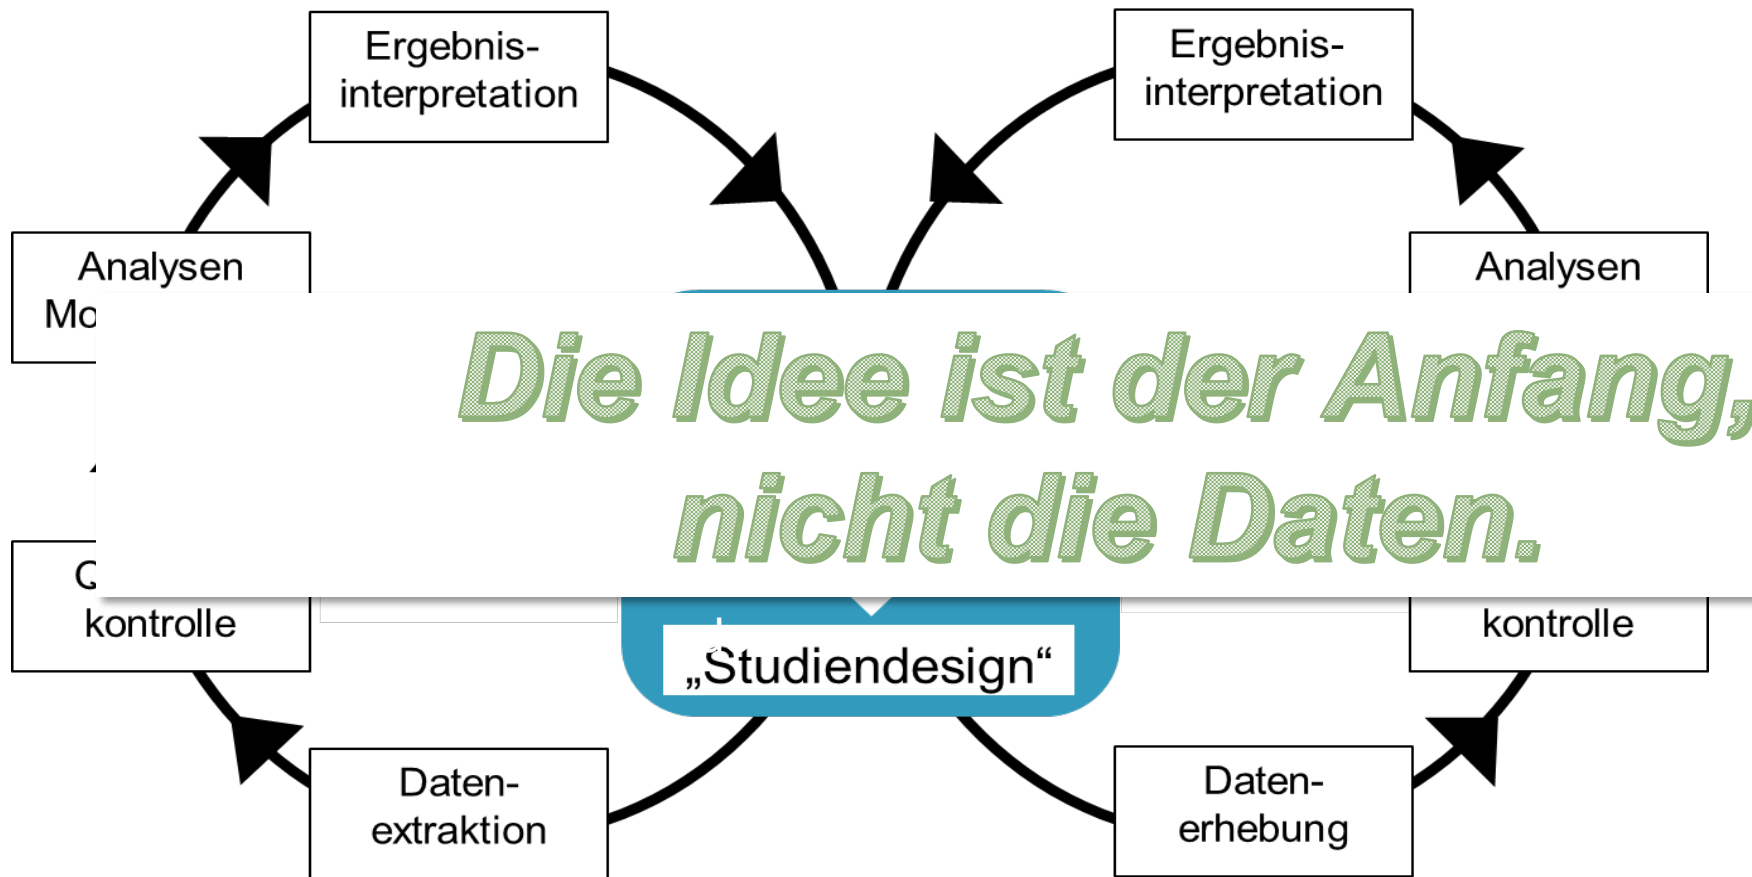 Ergebnis-
interpretation
Ergebnis-
interpretation
Analysen
Analysen
Die Idee ist der Anfang,
nicht die Daten.
kontrolle
„Studiendesign“
kontrolle
Daten-
extraktion
Daten-
erhebung